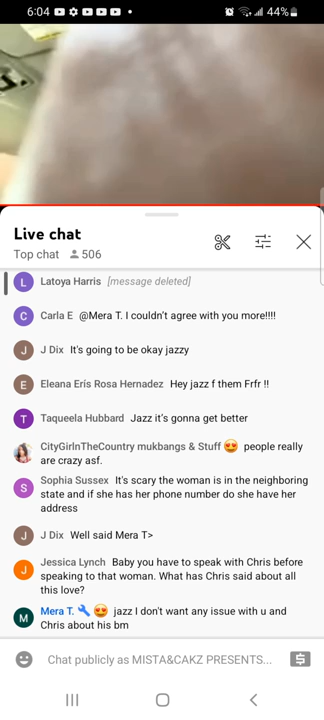 6:04
44%
Live chat
Top chat 506
L Latoya Harris [message deleted]
C Carla E @Mera T. I couldn't agree with you more!!!!
J J Dix It's going to be okay jazzy
E Eleana Erís Rosa Hernadez Hey jazz f them Frfr !!
T Taqueela Hubbard Jazz it's gonna get better
CityGirlnTheCountry mukbangs & Stuff 😍 people really
are crazy asf.
S Sophia Sussex It's scary the woman is in the neighboring
state and if she has her phone number do she have her
address
J J Dix Well said Mera T>
J Jessica Lynch Baby you have to speak with Chris before
speaking to that woman. What has Chris said about all
this love?
M Mera T. 🔧 😍 jazz I don't want any issue with u and
Chris about his bm
Chat publicly as MISTA&CAKZ PRESENTS...